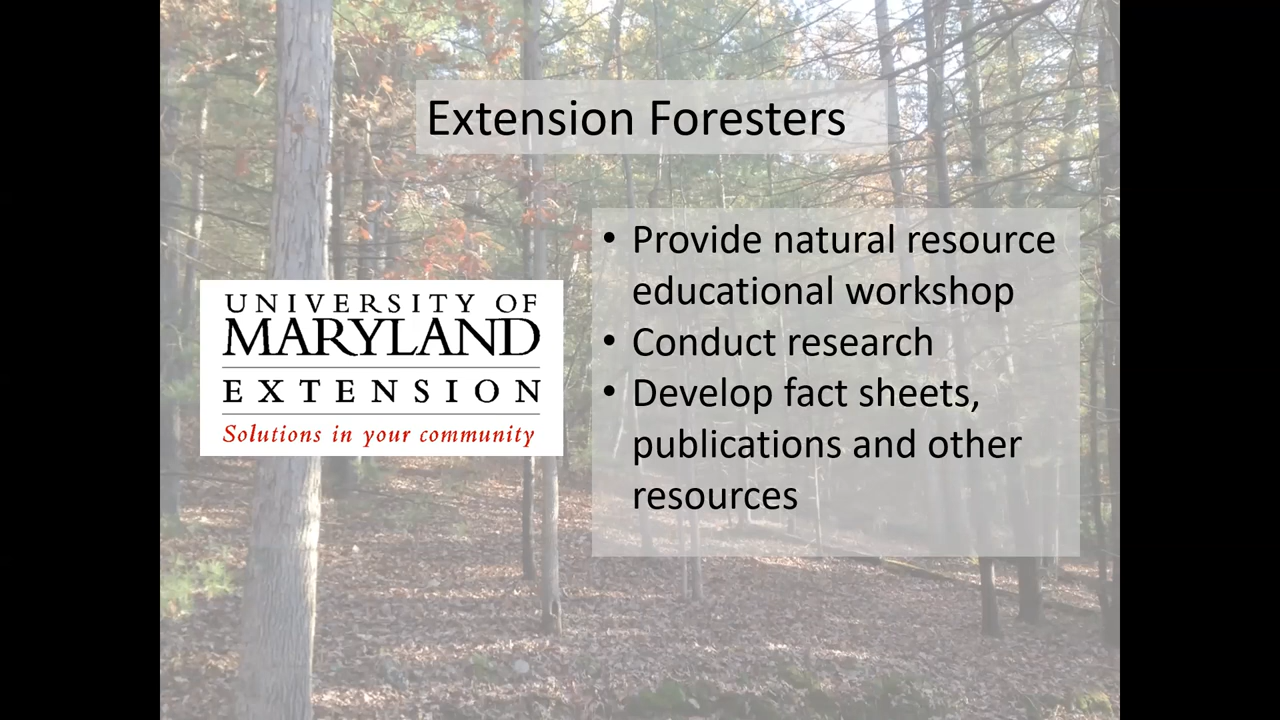 Extension Foresters
UNIVERSITY OF
MARYLAND
EXTENSION
Solutions in your community
• Provide natural resource
educational workshop
• Conduct research
• Develop fact sheets,
publications and other
resources